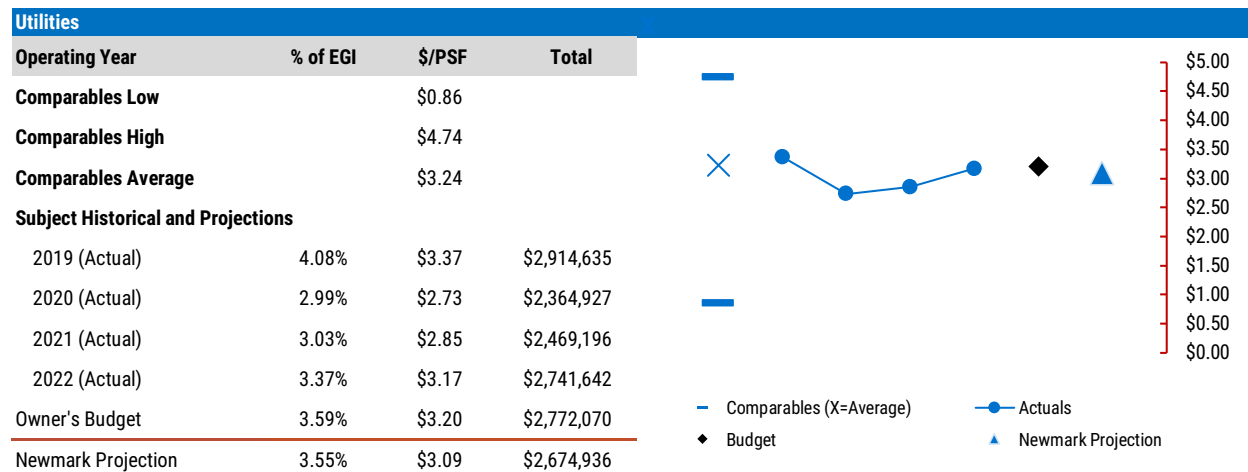 Utilities
Operating Year % of EGI $/PSF Total
Comparables Low $0.86
Comparables High $4.74
Comparables Average $3.24
Subject Historical and Projections
2019 (Actual) 4.08% $3.37 $2,914,635
2020 (Actual) 2.99% $2.73 $2,364,927
2021 (Actual) 3.03% $2.85 $2,469,196
2022 (Actual) 3.37% $3.17 $2,741,642
Owner's Budget 3.59% $3.20 $2,772,070
Newmark Projection 3.55% $3.09 $2,674,936
$5.00
$4.50
$4.00
$3.50
$3.00
$2.50
$2.00
$1.50
$1.00
$0.50
$0.00
Comparables (X=Average) Actuals
Budget Newmark Projection